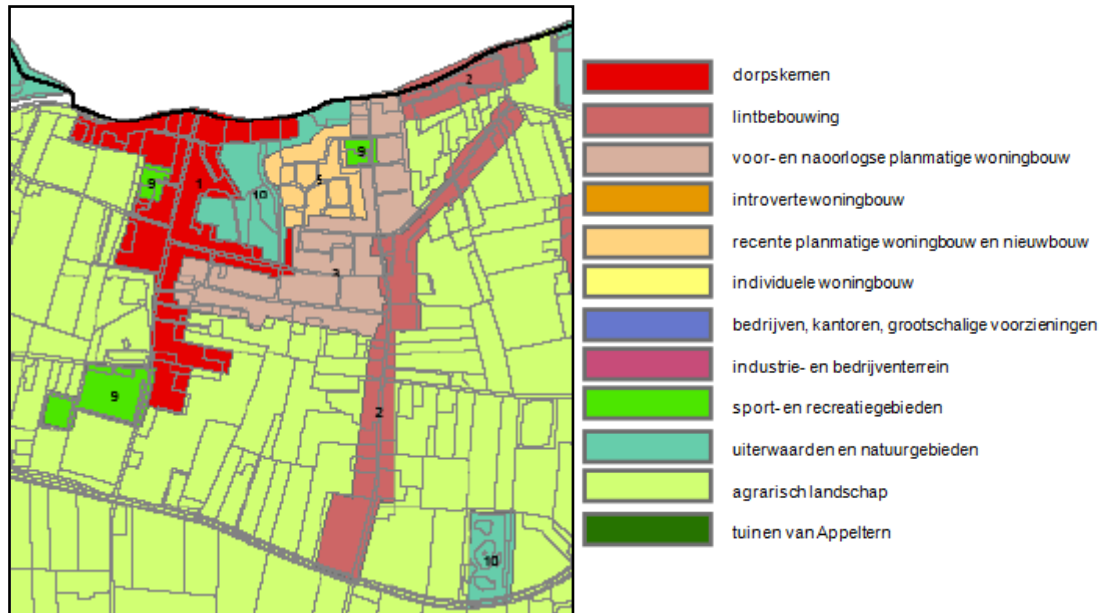 2
9
9
1
5
10
3
9
2
10
dorpskernen
lintbebouwing
voor- en naoorlogse planmatige woningbouw
introverte woningbouw
recente planmatige woningbouw en nieuwbouw
individuele woningbouw
bedrijven, kantoren, grootschalige voorzieningen
industrie- en bedrijventerrein
sport- en recreatiegebieden
uiterwaarden en natuurgebieden
agrarisch landschap
tuinen van Appeltern